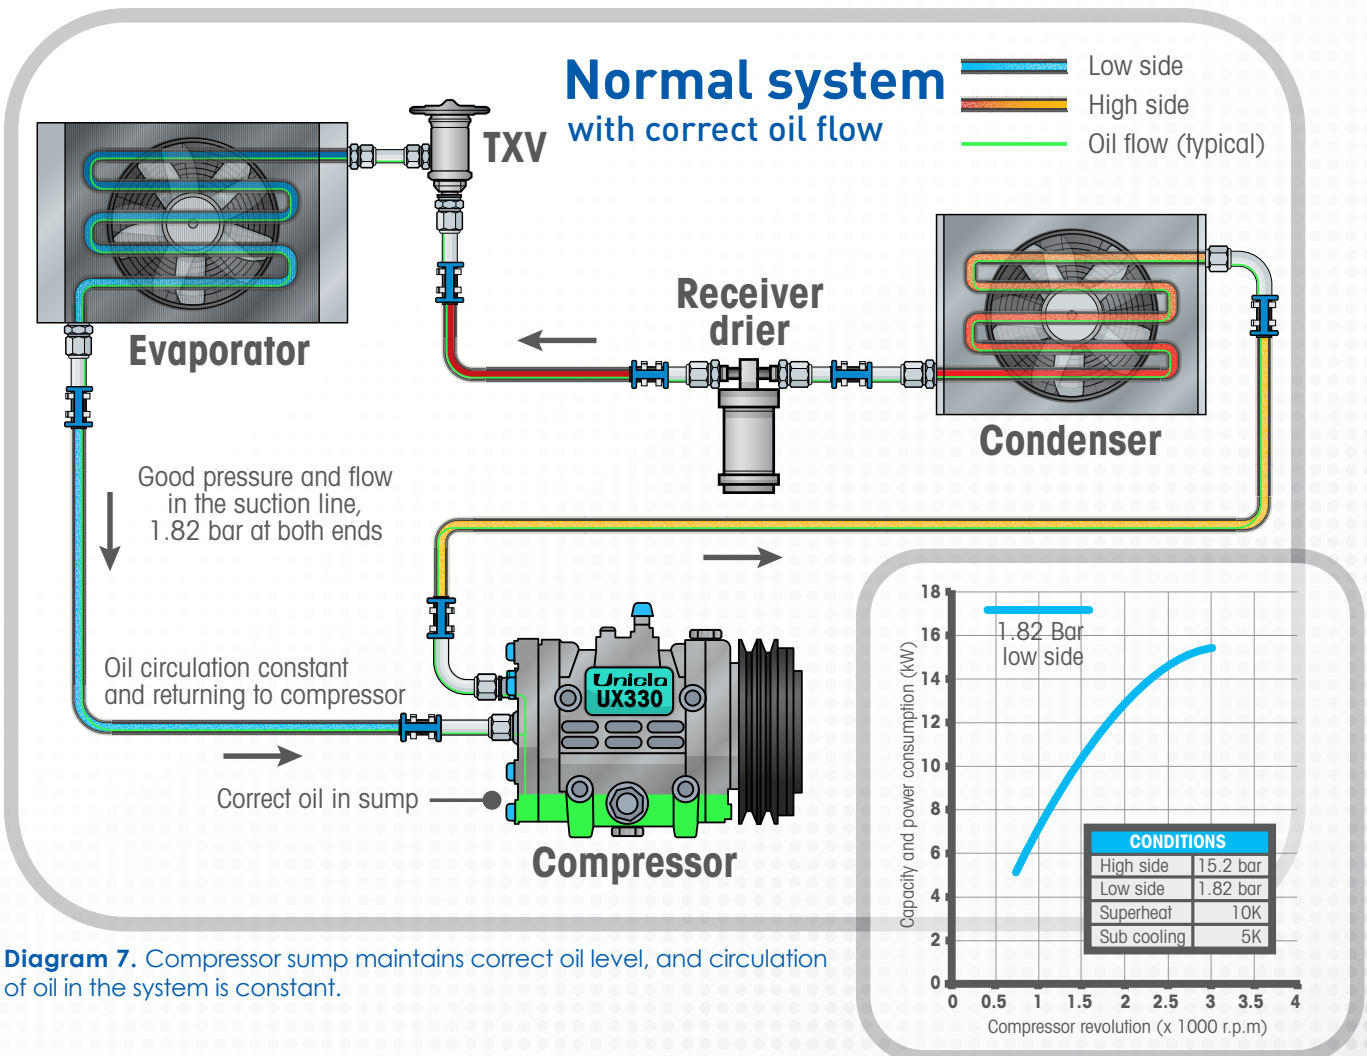 Normal system
with correct oil flow
Low side
High side
Oil flow (typical)
TXV
Evaporator
Receiver
drier
Condenser
Good pressure and flow
in the suction line,
1.82 bar at both ends
Oil circulation constant
and returning to compressor
Correct oil in sump
Unicla
UX330
Compressor
Capacity and power consumption (kW)
18
16
14
12
10
8
6
4
2
0
1.82 Bar
low side
CONDITIONS
High side 15.2 bar
Low side 1.82 bar
Superheat 10K
Sub cooling 5K
0 0.5 1 1.5 2 2.5 3 3.5 4
Compressor revolution (x 1000 r.p.m)
Diagram 7. Compressor sump maintains correct oil level, and circulation
of oil in the system is constant.